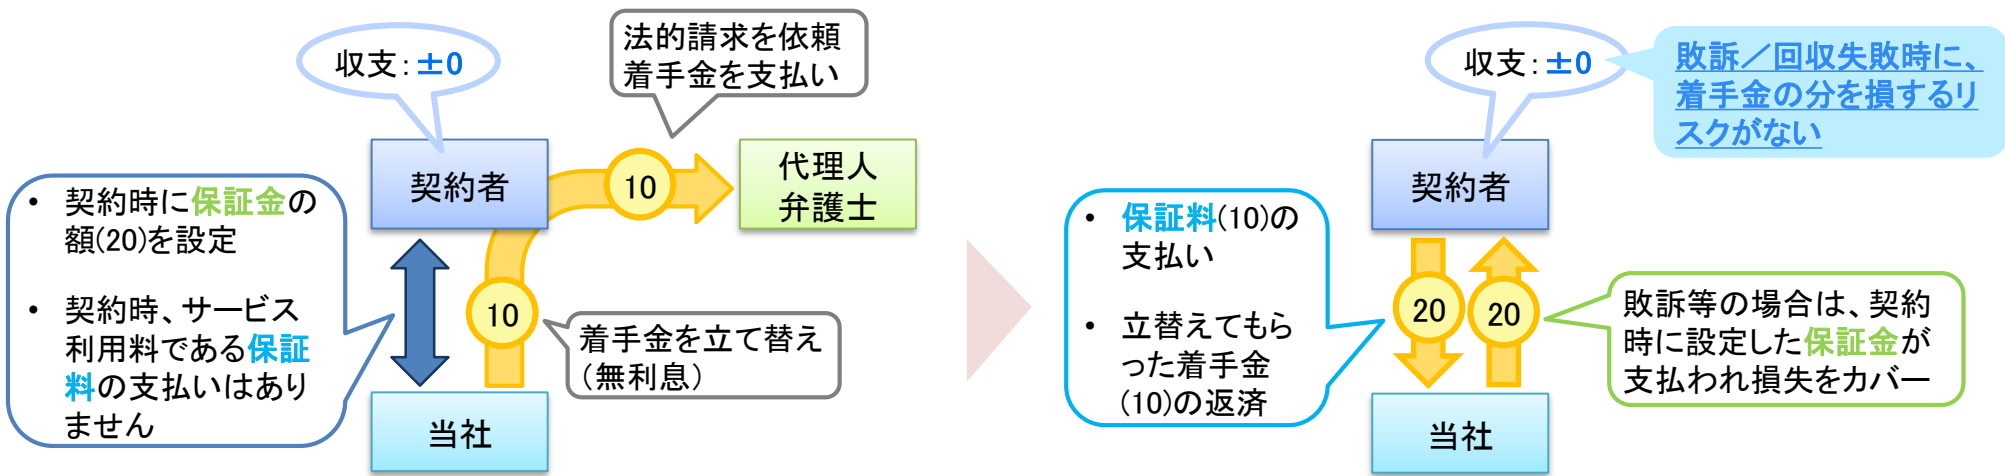 収支：±0
法的請求を依頼
着手金を支払い
契約者
10
代理人
弁護士
• 契約時に保証金の
額(20)を設定
• 契約時、サービス
利用料である保証
料の支払いはあり
ません
10
着手金を立て替え
（無利息）
当社
収支：±0
敗訴／回収失敗時に、
着手金の分を損するリ
スクがない
契約者
• 保証料(10)の
支払い
• 立替えてもら
った着手金
(10)の返済
20
20
敗訴等の場合は、契約
時に設定した保証金が
支払われ損失をカバー
当社